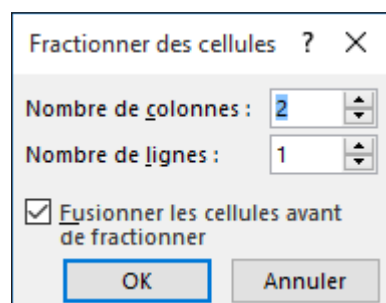 Fractionner des cellules ?
Nombre de colonnes : 2
Nombre de lignes : 1
Fusionner les cellules avant
de fractionner
OK Annuler